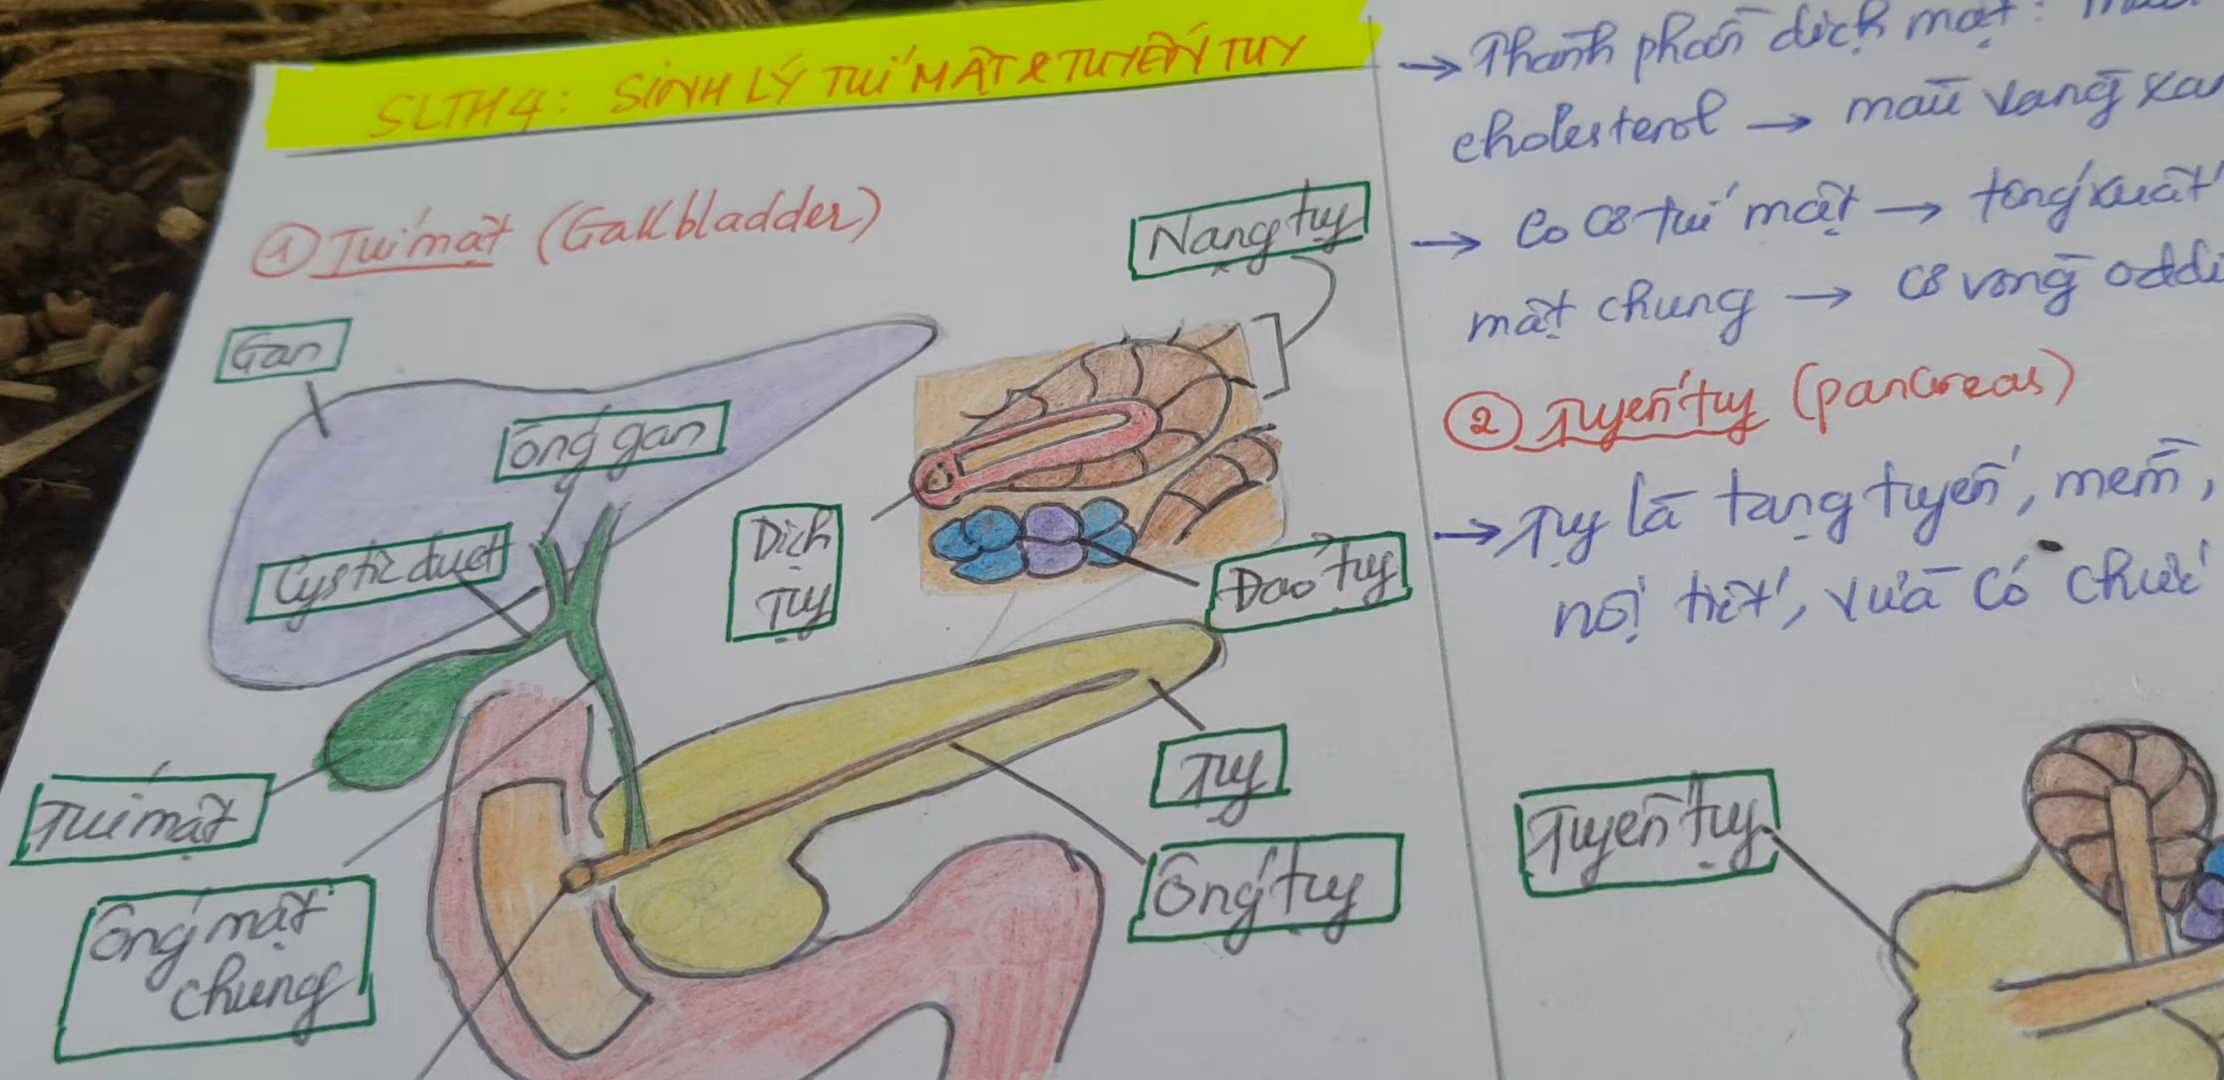 SLTH4: SINH LÝ TÚI MẬT & TUYẾN TỤY
① Túi mật (Gallbladder)
Nang tụy
Gan
ống gan
Cystic duct
Dịch
Tụy
Đảo tụy
Túi mật
Tụy
Ống tụy
Ống mật
chung
→ Thành phần dịch mật:
cholesterol → màu vàng
→ Co cơ túi mật → tống xuất
mật chung → cơ vòng oddi
② Tuyến tụy (pancreas)
→ Tụy là tạng tuyến, mềm,
nội tiết, vừa có chức
Tuyến tụy